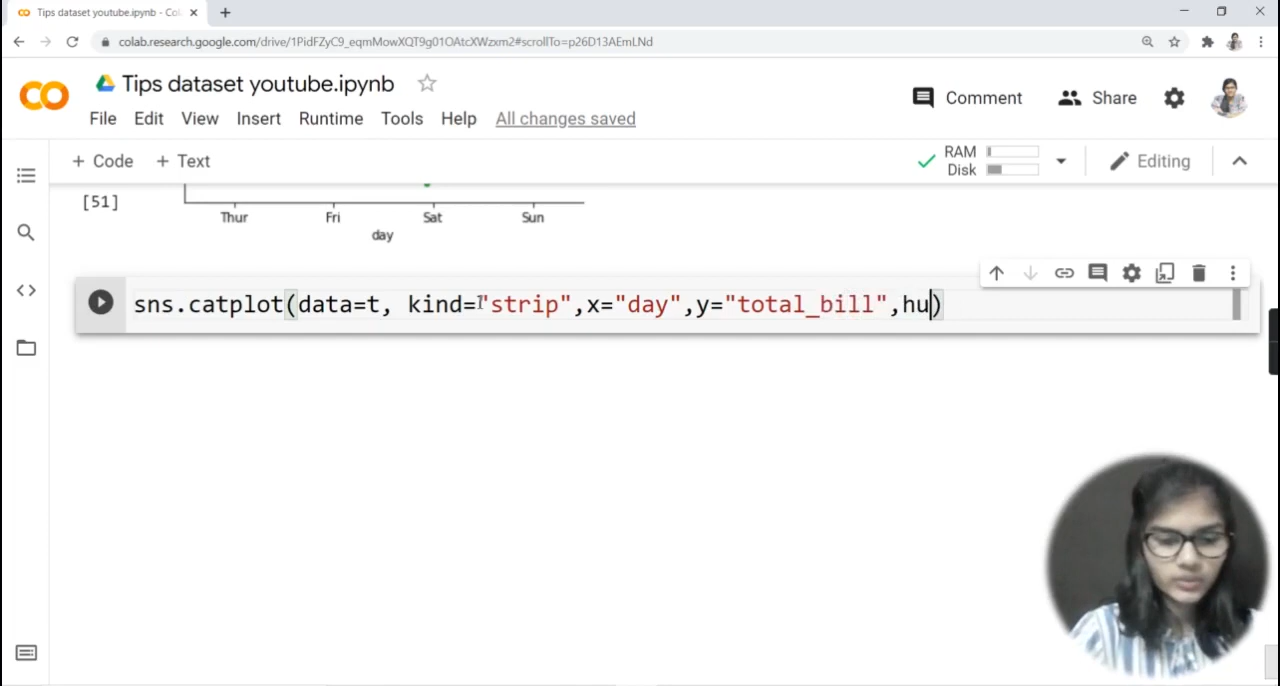 Tips dataset youtube.ipynb - Col
colab.research.google.com/drive/1PidFZyC9_eqmMowXQT9g01OAtcXWzxm2#scrollTo=p26D13AEmLNd
Tips dataset youtube.ipynb
Comment Share
File Edit View Insert Runtime Tools Help All changes saved
+ Code + Text RAM Disk Editing
[51]
Thur Fri Sat Sun
day
sns.catplot(data=t, kind="strip",x="day",y="total_bill",hu)